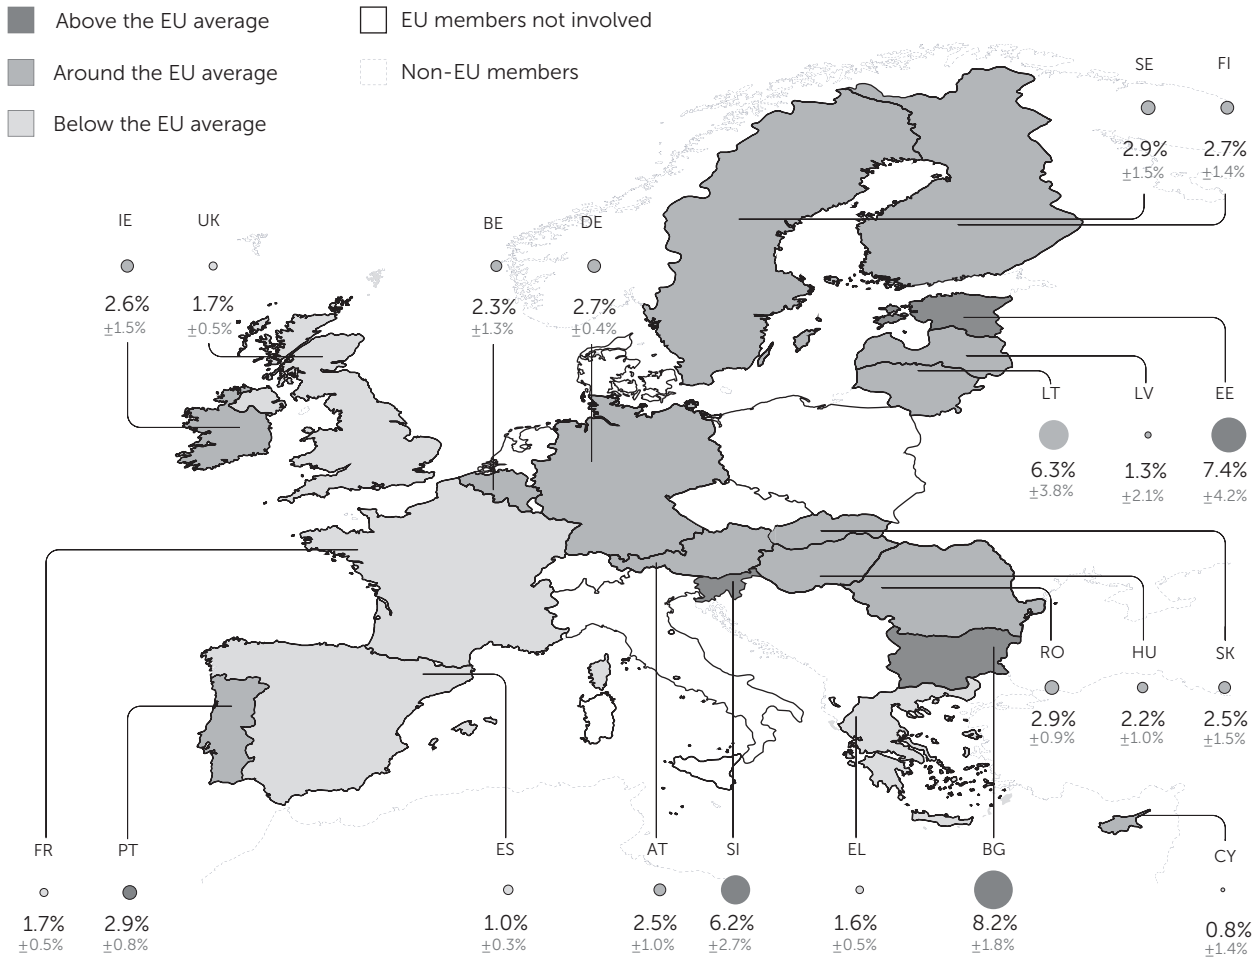 Above the EU average
EU members not involved
Around the EU average
Non-EU members
Below the EU average
SE
FI
2.9%
2.7%
±1.5%
±1.4%
IE
UK
BE
DE
2.6%
1.7%
2.3%
2.7%
±1.5%
±0.5%
±1.3%
±0.4%
LT
LV
EE
6.3%
1.3%
7.4%
±3.8%
±2.1%
±4.2%
RO
HU
SK
2.9%
2.2%
2.5%
±0.9%
±1.0%
±1.5%
FR
PT
ES
AT
SI
EL
BG
CY
1.7%
2.9%
1.0%
2.5%
6.2%
1.6%
8.2%
0.8%
±0.5%
±0.8%
±0.3%
±1.0%
±2.7%
±0.5%
±1.8%
±1.4%